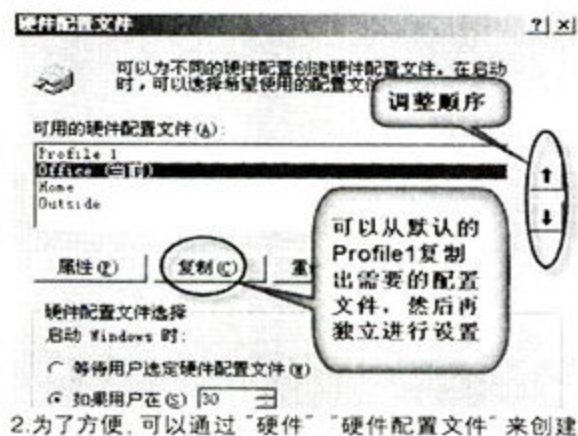 硬件配置文件
可以为不同的硬件配置创建硬件配置文件。在启动
时，可以选择希望使用的配置文件
调整顺序
可用的硬件配置文件(A):
Profile 1
Office (当前)
Home
Outside
可以从默认的
Profile1复制
出需要的配置
文件，然后再
独立进行设置
属性(P)
复制(C)
重
硬件配置文件选择
启动 Windows 时:
等待用户选定硬件配置文件(W)
如果用户在(S) 30
2.为了方便，可以通过“硬件”“硬件配置文件”来创建